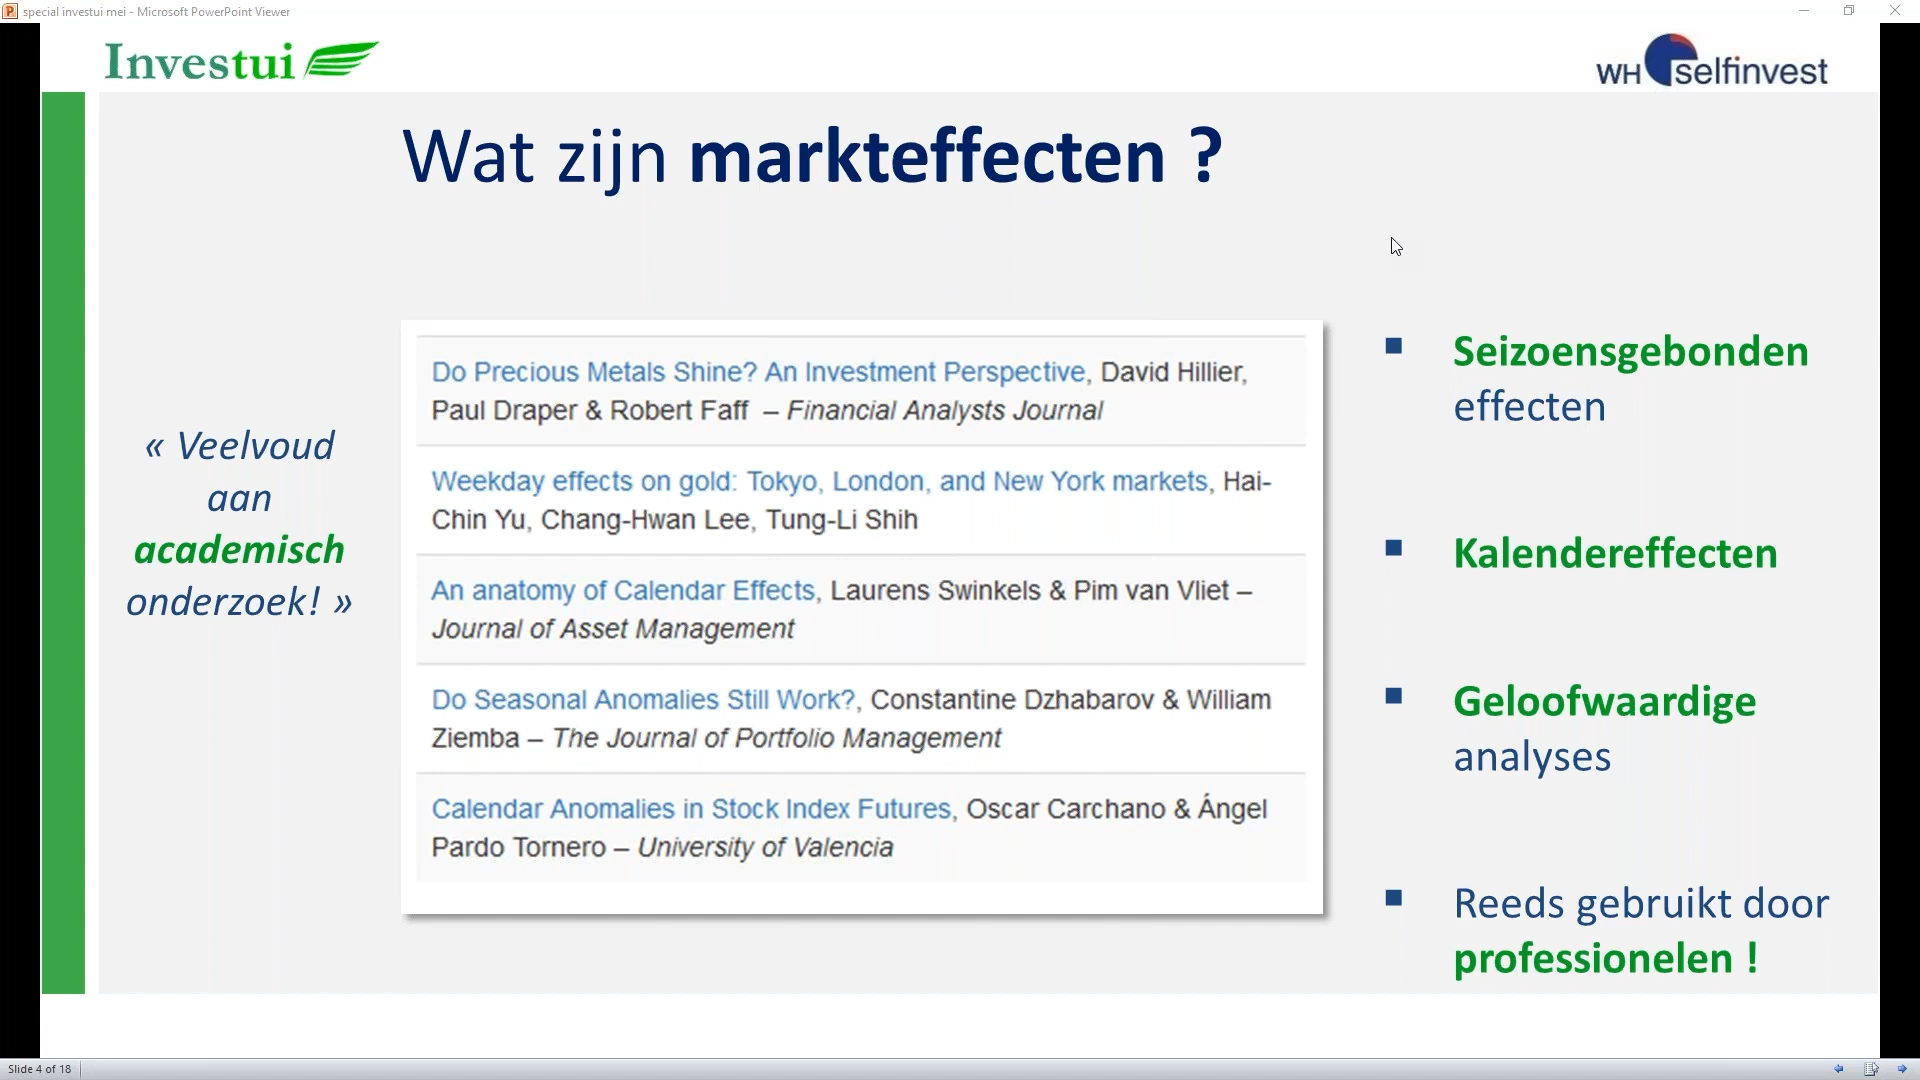 special investui mei - Microsoft PowerPoint Viewer
Investui
WH selfinvest
Wat zijn markteffecten ?
« Veelvoud
aan
academisch
onderzoek! »
Do Precious Metals Shine? An Investment Perspective, David Hillier,
Paul Draper & Robert Faff – Financial Analysts Journal
Weekday effects on gold: Tokyo, London, and New York markets, Hai-
Chin Yu, Chang-Hwan Lee, Tung-Li Shih
An anatomy of Calendar Effects, Laurens Swinkels & Pim van Vliet –
Journal of Asset Management
Do Seasonal Anomalies Still Work?, Constantine Dzhabarov & William
Ziemba – The Journal of Portfolio Management
Calendar Anomalies in Stock Index Futures, Oscar Carchano & Ángel
Pardo Tornero – University of Valencia
Seizoensgebonden
effecten
Kalendereffecten
Geloofwaardige
analyses
Reeds gebruikt door
professionelen !
Slide 4 of 18